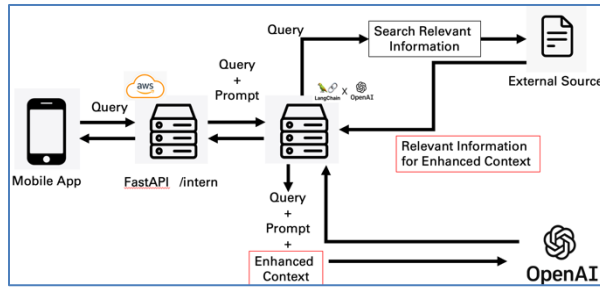 Query
Search Relevant
Information
External Source
aws
Query
+
Prompt
LangChain X OpenAI
Query
Mobile App
FastAPI /intern
Relevant Information
for Enhanced Context
Query
+
Prompt
+
Enhanced
Context
OpenAI